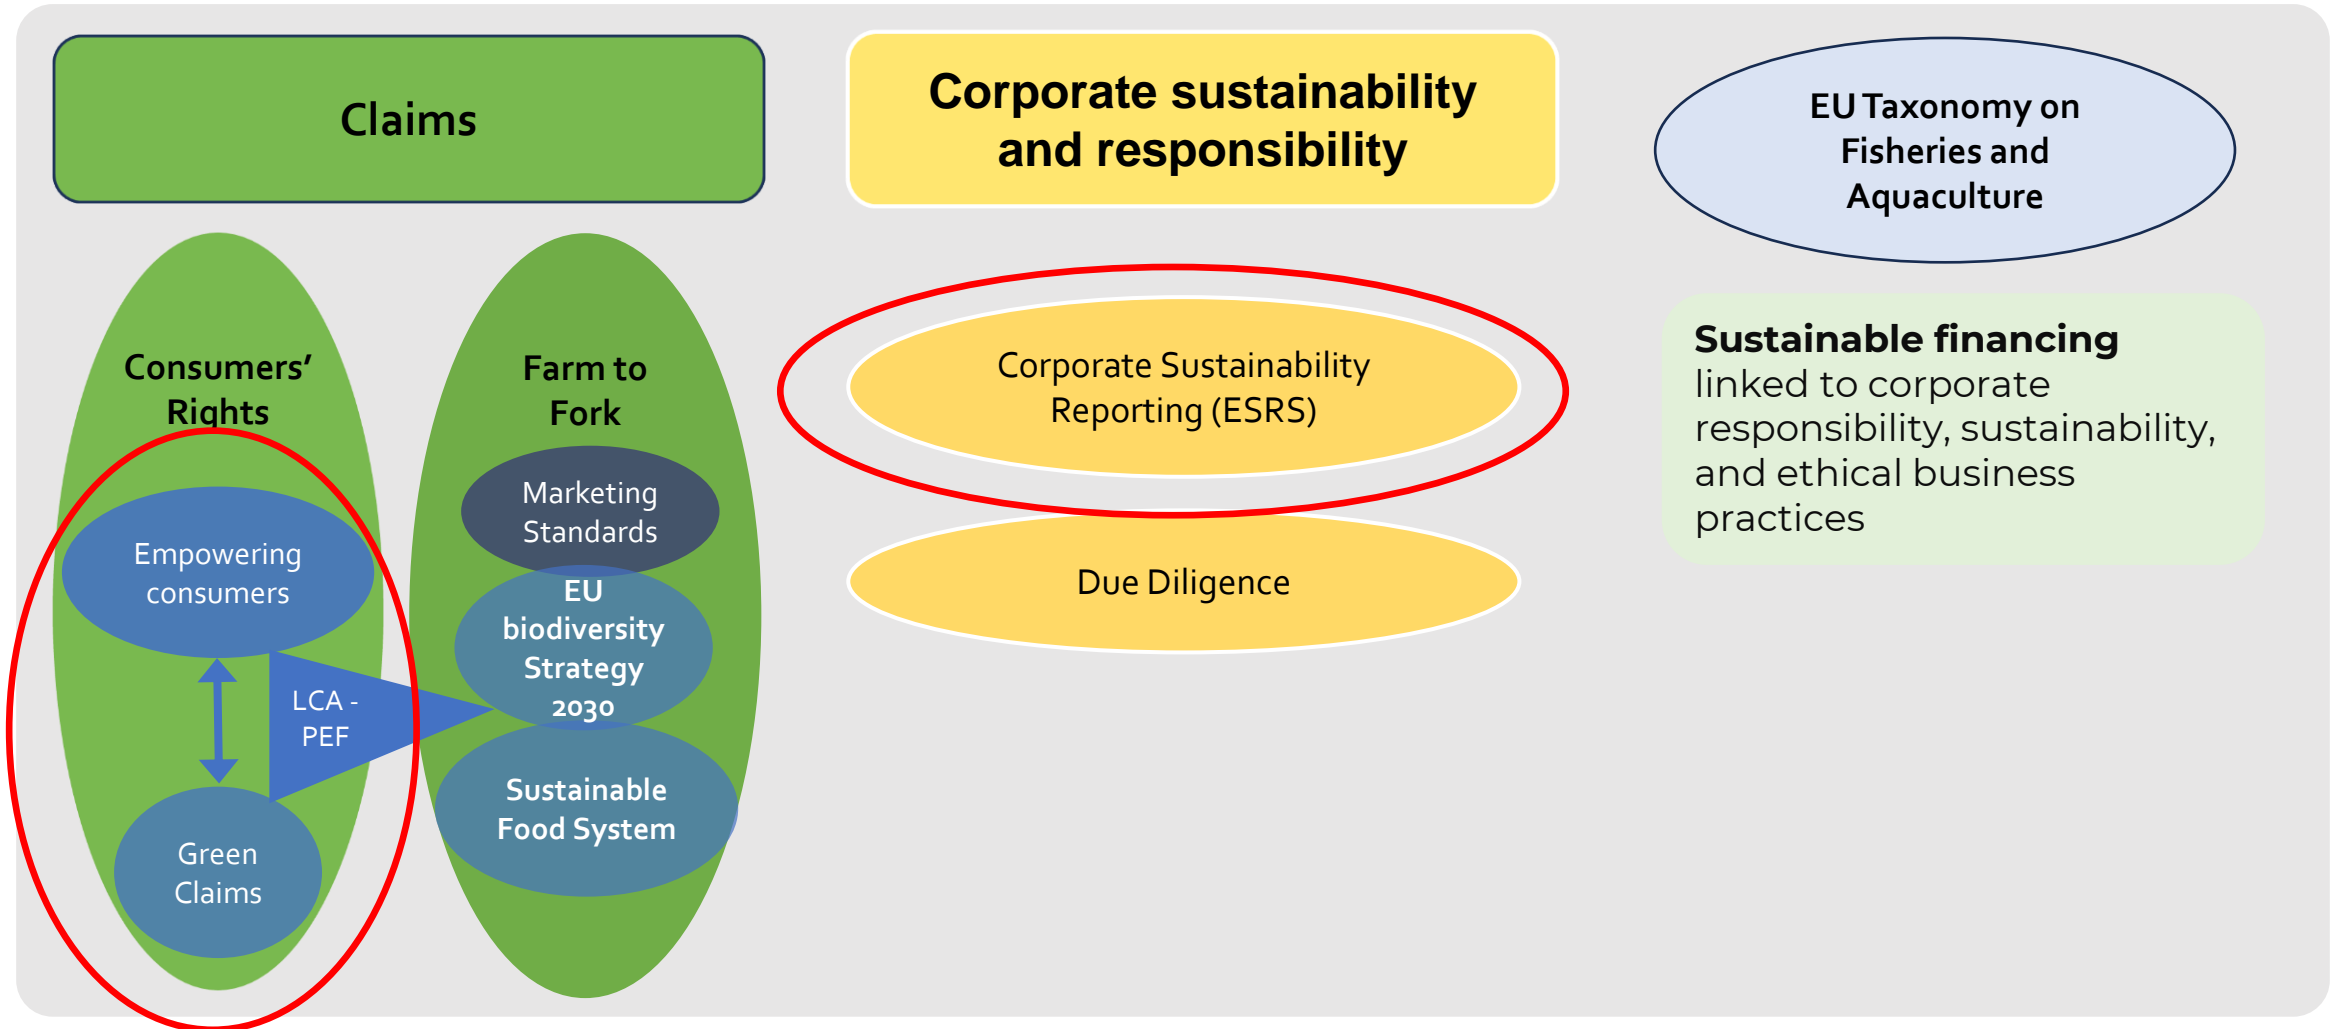 Claims
Consumers’
Rights
Empowering
consumers
LCA -
PEF
Green
Claims
Farm to
Fork
Marketing
Standards
EU
biodiversity
Strategy
2030
Sustainable
Food System
Corporate sustainability
and responsibility
Corporate Sustainability
Reporting (ESRS)
Due Diligence
EU Taxonomy on
Fisheries and
Aquaculture
Sustainable financing
linked to corporate
responsibility, sustainability,
and ethical business
practices